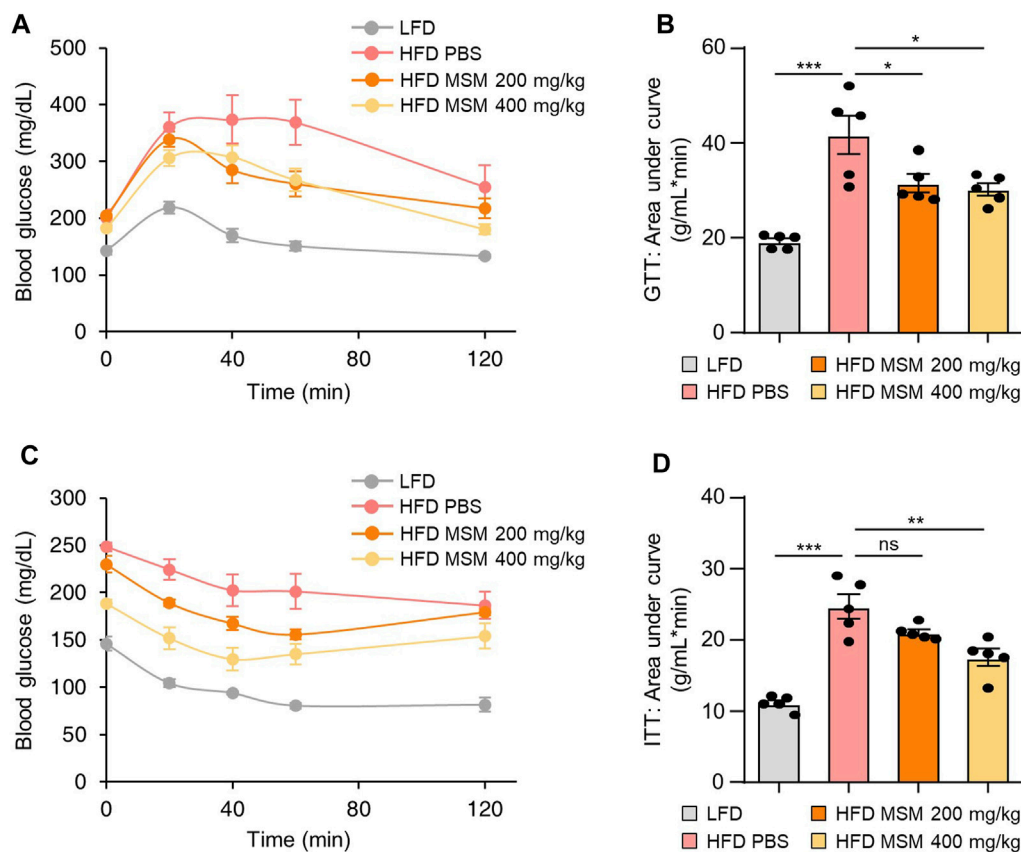 A
LFD
HFD PBS
HFD MSM 200 mg/kg
HFD MSM 400 mg/kg
Blood glucose (mg/dL)
500
400
300
200
100
0
0
40
80
120
Time (min)
B
GTT: Area under curve
(g/mL*min)
60
40
20
0
***
*
*
LFD
HFD MSM 200 mg/kg
HFD PBS
HFD MSM 400 mg/kg
C
LFD
HFD PBS
HFD MSM 200 mg/kg
HFD MSM 400 mg/kg
Blood glucose (mg/dL)
300
250
200
150
100
50
0
0
40
80
120
Time (min)
D
ITT: Area under curve
(g/mL*min)
40
30
20
10
0
**
***
ns
LFD
HFD MSM 200 mg/kg
HFD PBS
HFD MSM 400 mg/kg